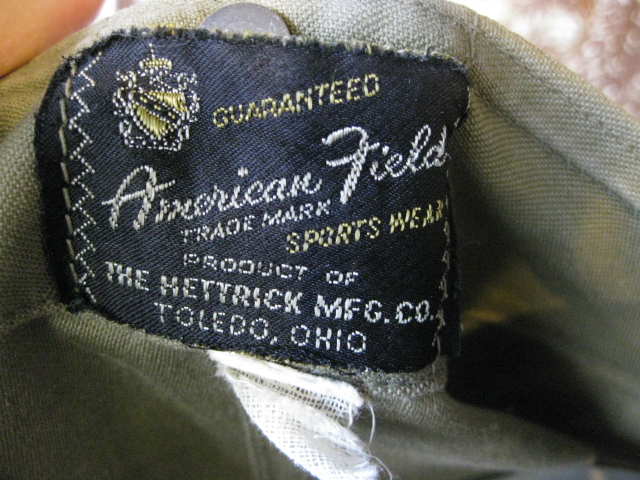 GUARANTEED
American Field
TRADE MARK
SPORTS WEAR
PRODUCT OF
THE HETTRICK MFG.CO.
TOLEDO, OHIO